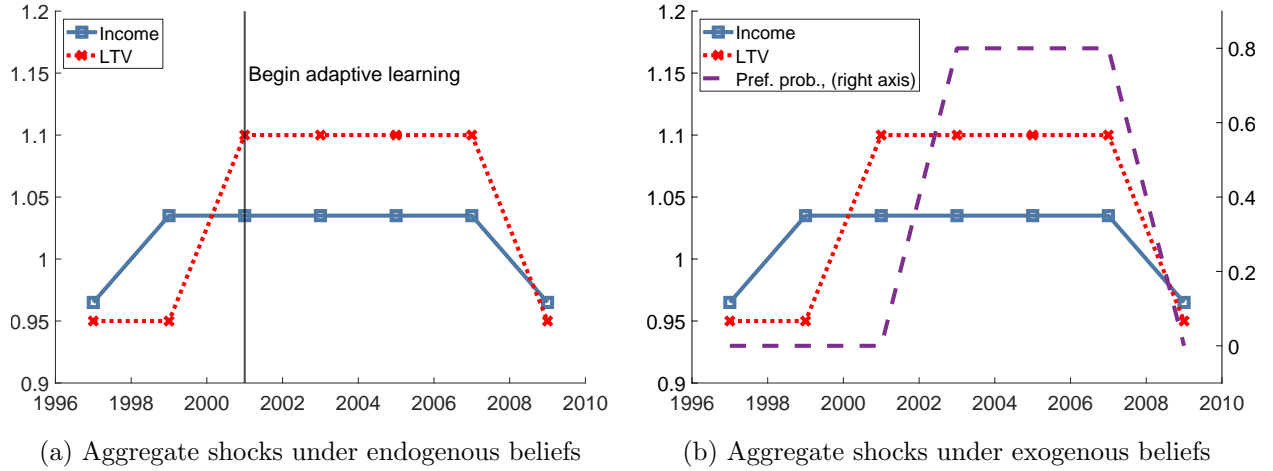 1.2
1.15
1.1
1.05
1
0.95
0.9
1996 1998 2000 2002 2004 2006 2008 2010
Income
LTV
Begin adaptive learning
(a) Aggregate shocks under endogenous beliefs
1.2
1.15
1.1
1.05
1
0.95
0.9
1996 1998 2000 2002 2004 2006 2008 2010
Income
LTV
Pref. prob., (right axis)
0.8
0.6
0.4
0.2
0
(b) Aggregate shocks under exogenous beliefs